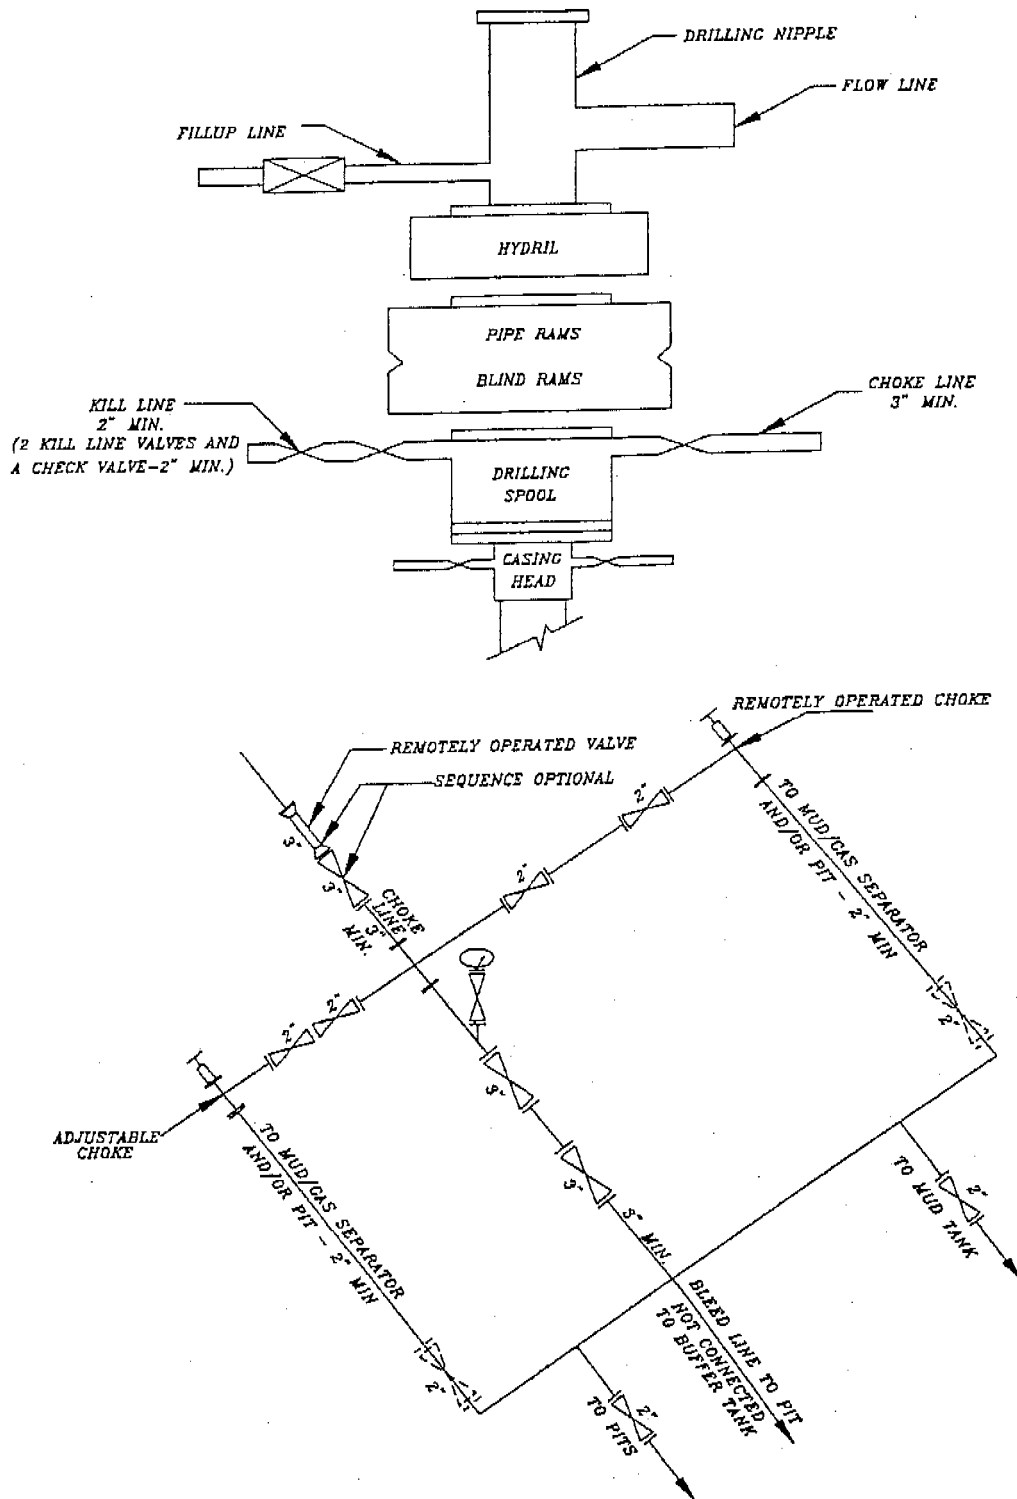 DRILLING NIPPLE
FLOW LINE
FILLUP LINE
HYDRIL
PIPE RAMS
BLIND RAMS
CHOKE LINE
3" MIN.
KILL LINE
2" MIN.
(2 KILL LINE VALVES AND
A CHECK VALVE-2" MIN.)
DRILLING
SPOOL
CASING
HEAD
REMOTELY OPERATED CHOKE
REMOTELY OPERATED VALVE
SEQUENCE OPTIONAL
3"
3"
CHOKE
LINE
3"
MIN.
2"
2"
TO MUD/GAS SEPARATOR
AND/OR PIT - 2" MIN
2"
2"
2"
ADJUSTABLE
CHOKE
TO MUD/GAS SEPARATOR
AND/OR PIT - 2" MIN
2"
3"
3"
3" MIN.
BLEED LINE TO PIT
NOT CONNECTED
TO BUFFER TANK
2"
TO MUD TANK
2"
TO PITS